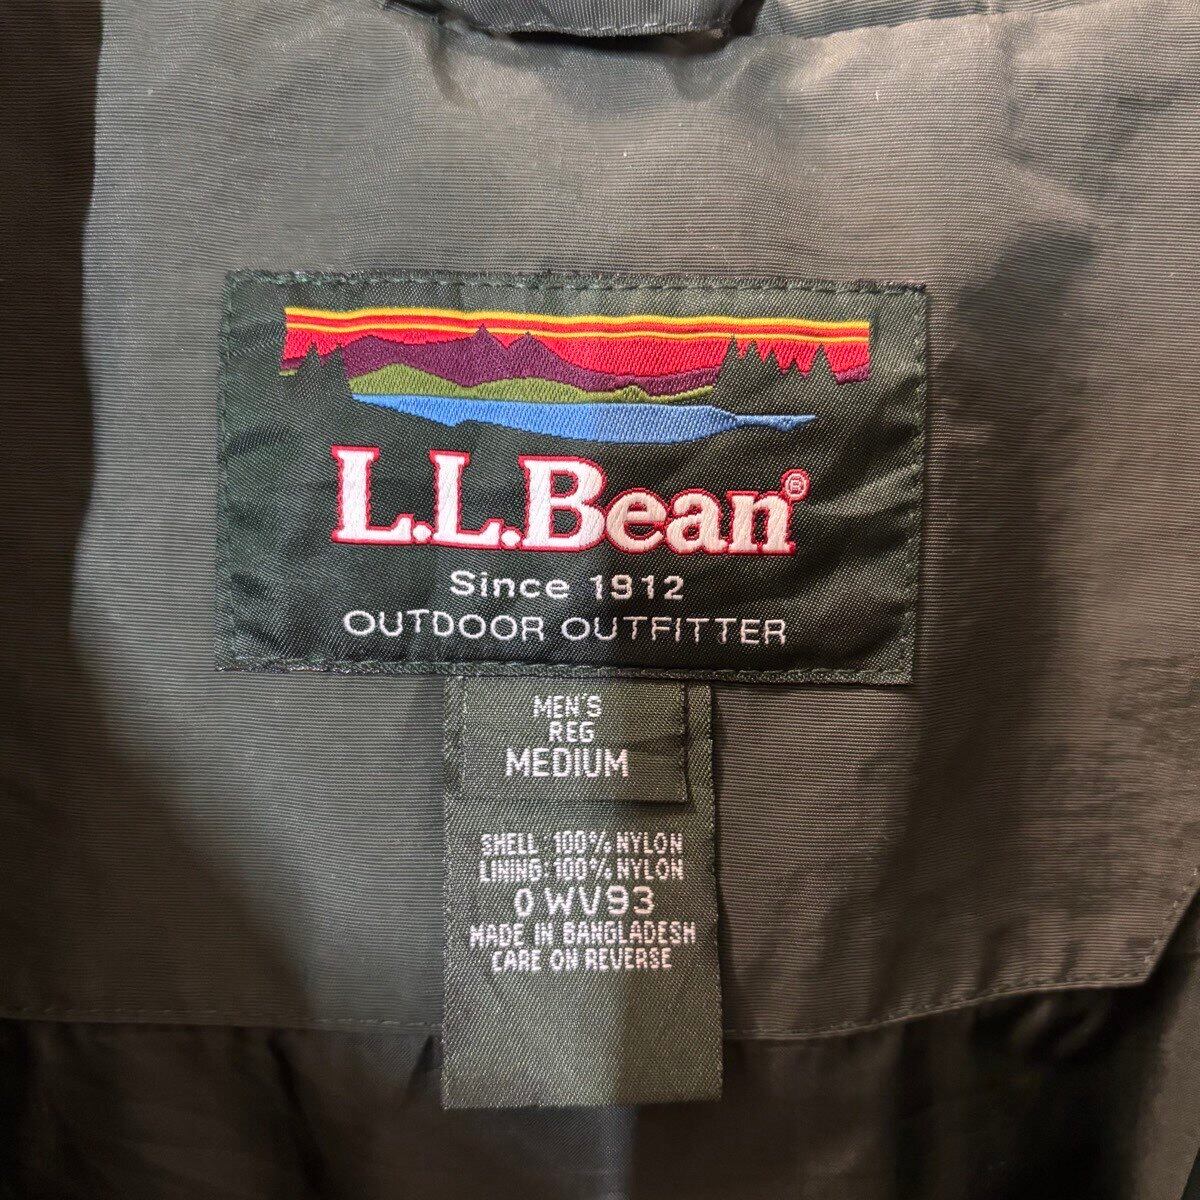 L.L.Bean®
Since 1912
OUTDOOR OUTFITTER
MEN'S
REG
MEDIUM
SHELL: 100% NYLON
LINING: 100% NYLON
0WV93
MADE IN BANGLADESH
CARE ON REVERSE